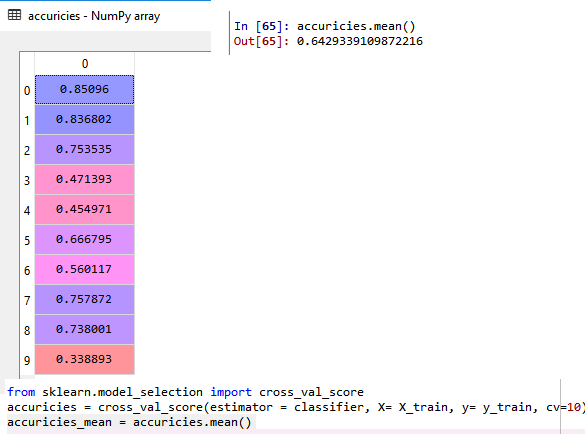 accuricies - NumPy array
In [65]: accuricies.mean()
Out[65]: 0.6429339109872216
0
0 0.85096
1 0.836802
2 0.753535
3 0.471393
4 0.454971
5 0.666795
6 0.560117
7 0.757872
8 0.738001
9 0.338893
from sklearn.model_selection import cross_val_score
accuricies = cross_val_score(estimator = classifier, X= X_train, y= y_train, cv=10)
accuricies_mean = accuricies.mean()